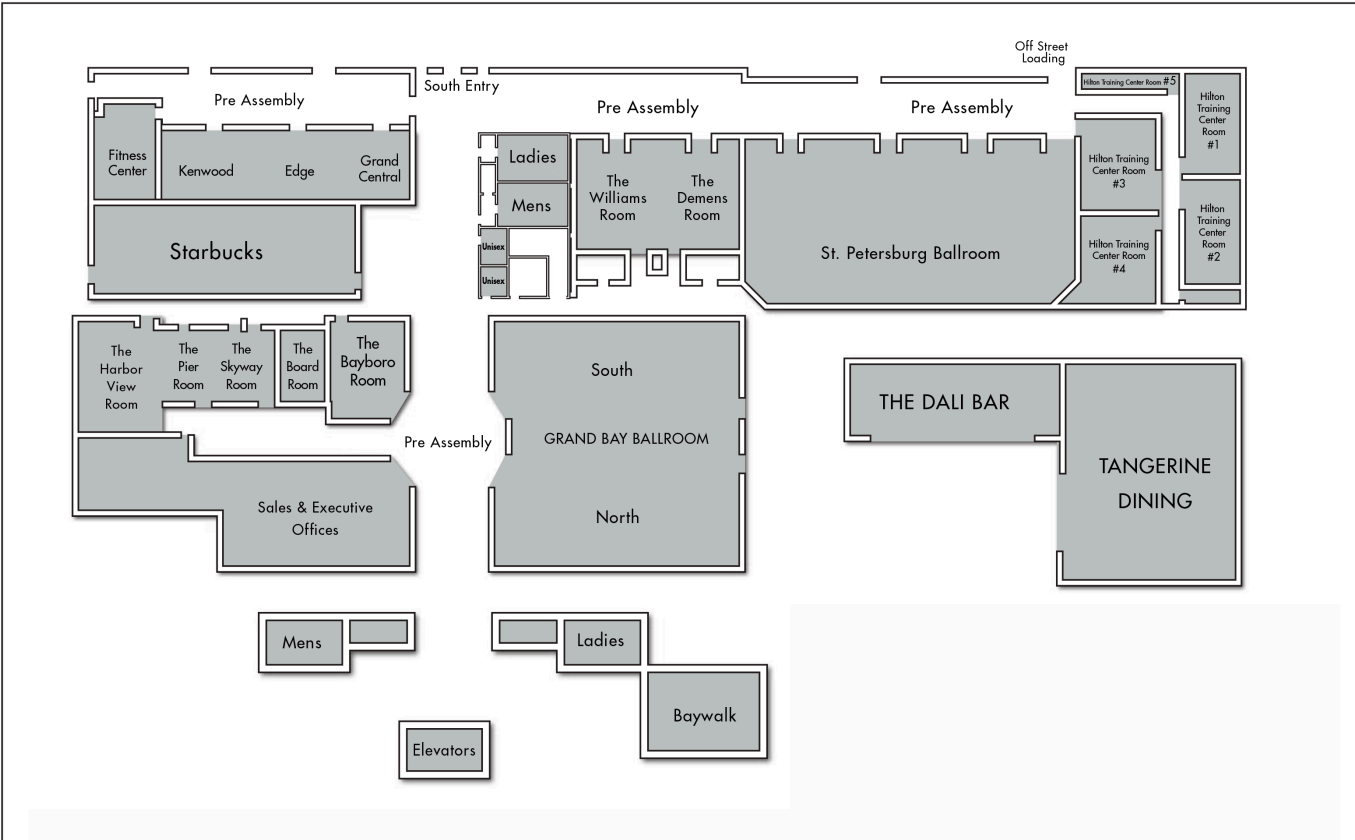 Off Street
Loading
South Entry
Pre Assembly
Pre Assembly
Pre Assembly
Hilton Training Center Room #5
Hilton
Training
Center
Room
#1
Fitness
Center
Kenwood
Edge
Grand
Central
Ladies
Mens
Unisex
Unisex
The
Williams
Room
The
Demens
Room
St. Petersburg Ballroom
Hilton Training
Center Room
#3
Hilton Training
Center Room
#4
Hilton
Training
Center
Room
#2
Starbucks
The
Harbor
View
Room
The
Pier
Room
The
Skyway
Room
The
Board
Room
The
Bayboro
Room
Pre Assembly
South
GRAND BAY BALLROOM
North
THE DALI BAR
TANGERINE
DINING
Sales & Executive
Offices
Mens
Ladies
Baywalk
Elevators